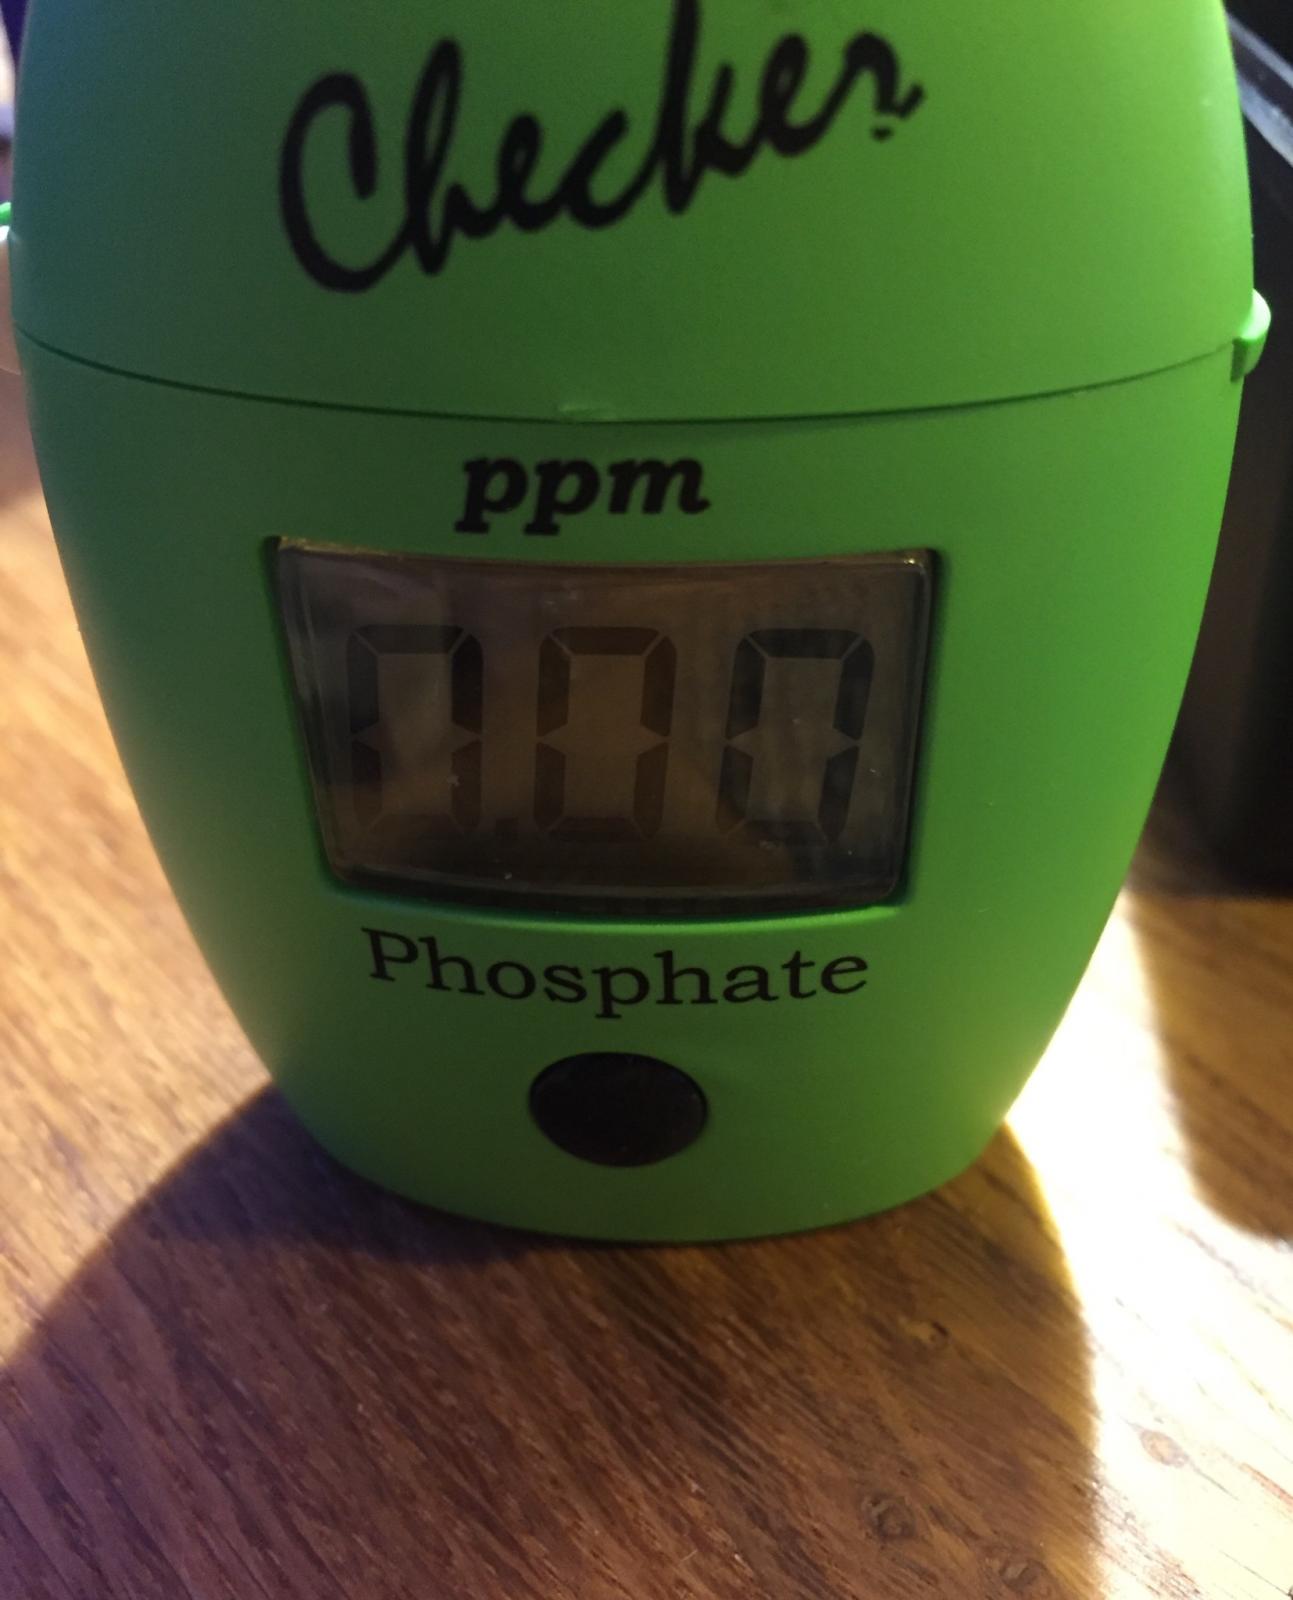 Checker
ppm
0.00
Phosphate